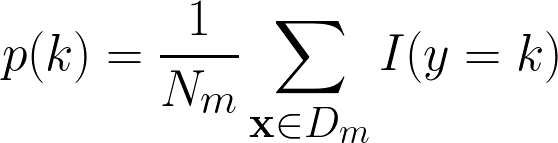 p(k) = \frac{1}{N_m} \sum_{\mathbf{x} \in D_m} I(y = k)